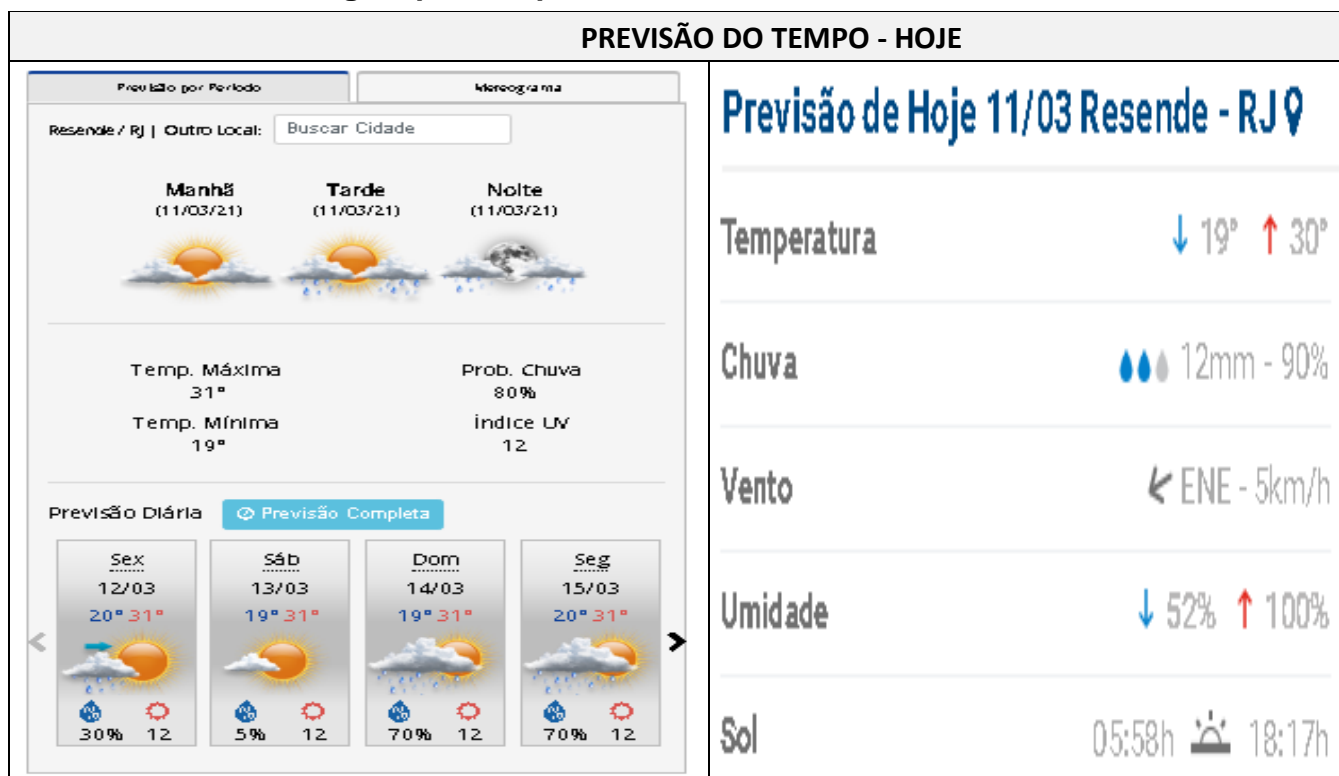 PREVISÃO DO TEMPO - HOJE
Previsão por Período Meteograma
Resende / RJ | Outro Local: Buscar Cidade
Manhã Tarde Noite
(11/03/21) (11/03/21) (11/03/21)
Temp. Máxima Prob. Chuva
31° 80%
Temp. Mínima Índice UV
19° 12
Previsão Diária Previsão Completa
Sex Sáb Dom Seg
12/03 13/03 14/03 15/03
20° 31° 19° 31° 19° 31° 20° 31°
30% 12 5% 12 70% 12 70% 12
Previsão de Hoje 11/03 Resende - RJ
Temperatura ↓ 19° ↑ 30°
Chuva 12mm - 90%
Vento ENE - 5km/h
Umidade ↓ 52% ↑ 100%
Sol 05:58h 18:17h